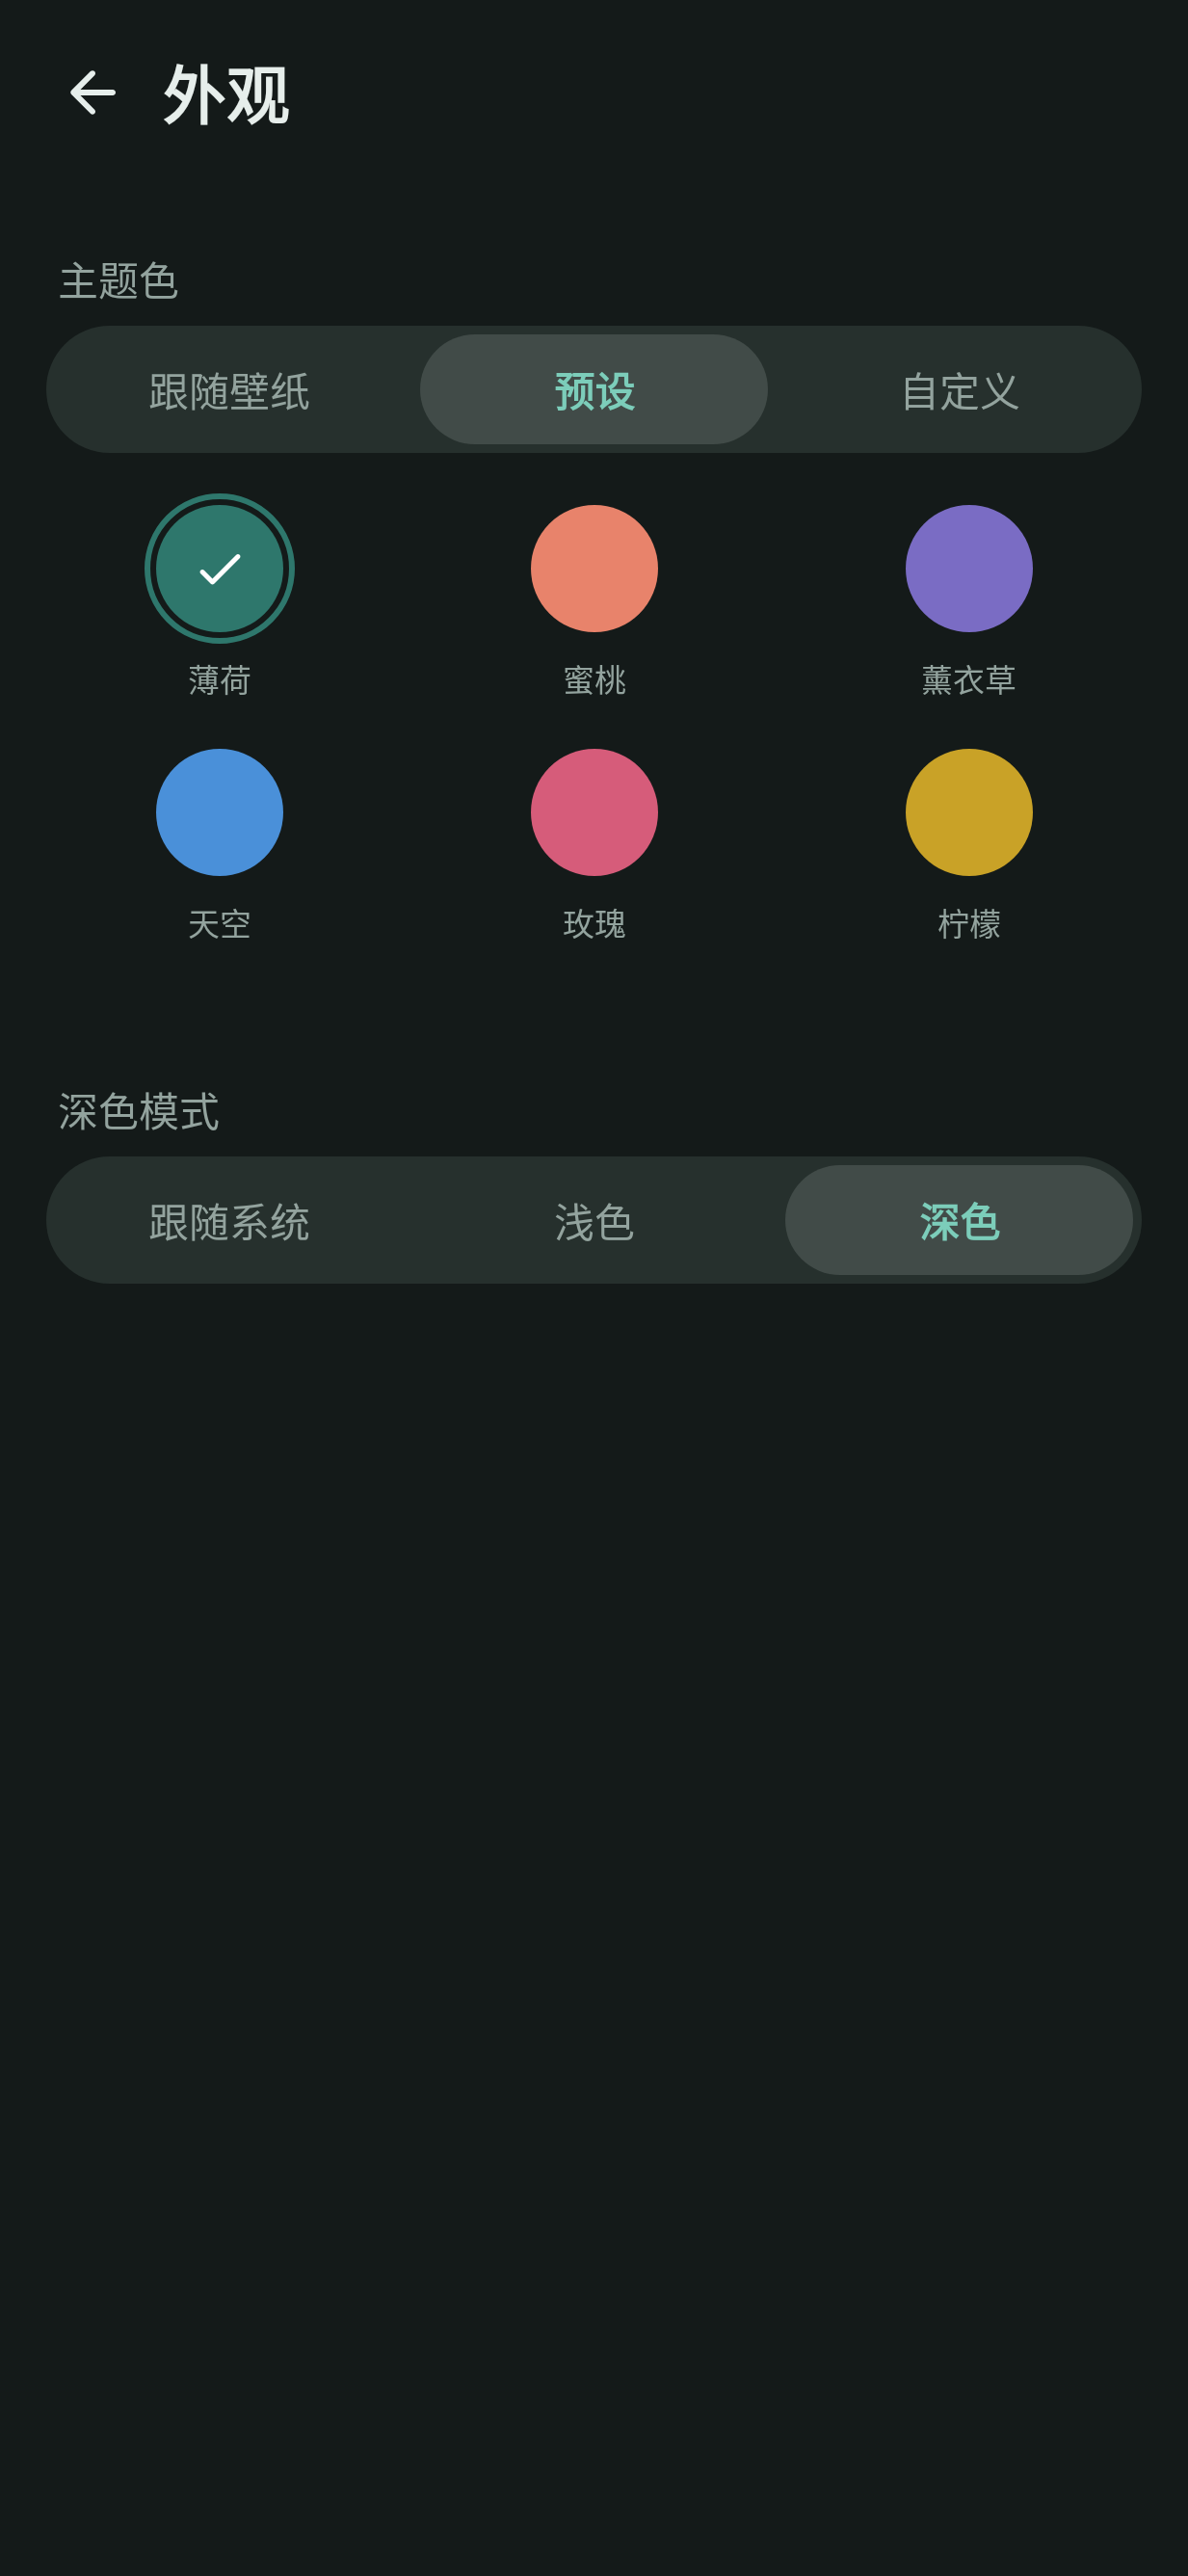 外观
主题色
跟随壁纸 预设 自定义
薄荷 蜜桃 薰衣草
天空 玫瑰 柠檬
深色模式
跟随系统 浅色 深色